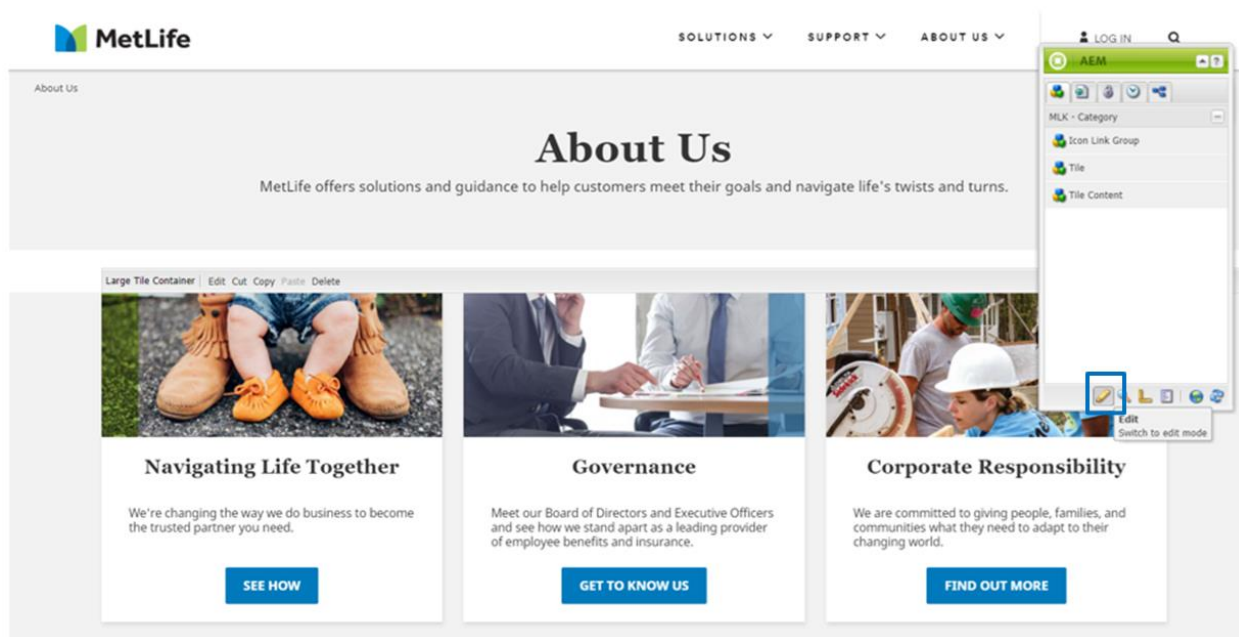 MetLife
SOLUTIONS SUPPORT ABOUT US LOG IN
AEM
?
About Us
MLK - Category
Icon Link Group
Tile
Tile Content
About Us
MetLife offers solutions and guidance to help customers meet their goals and navigate life's twists and turns.
Large Tile Container Edit Cut Copy Paste Delete
Edit
Switch to edit mode
Navigating Life Together
We're changing the way we do business to become
the trusted partner you need.
SEE HOW
Governance
Meet our Board of Directors and Executive Officers
and see how we stand apart as a leading provider
of employee benefits and insurance.
GET TO KNOW US
Corporate Responsibility
We are committed to giving people, families, and
communities what they need to adapt to their
changing world.
FIND OUT MORE